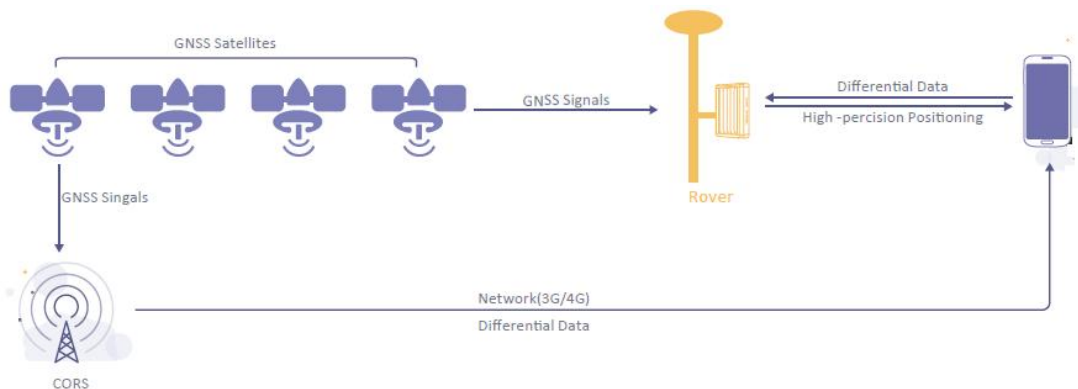 GNSS Satellites
GNSS Signals
Differential Data
High -percision Positioning
Rover
GNSS Singals
Network(3G/4G)
Differential Data
CORS